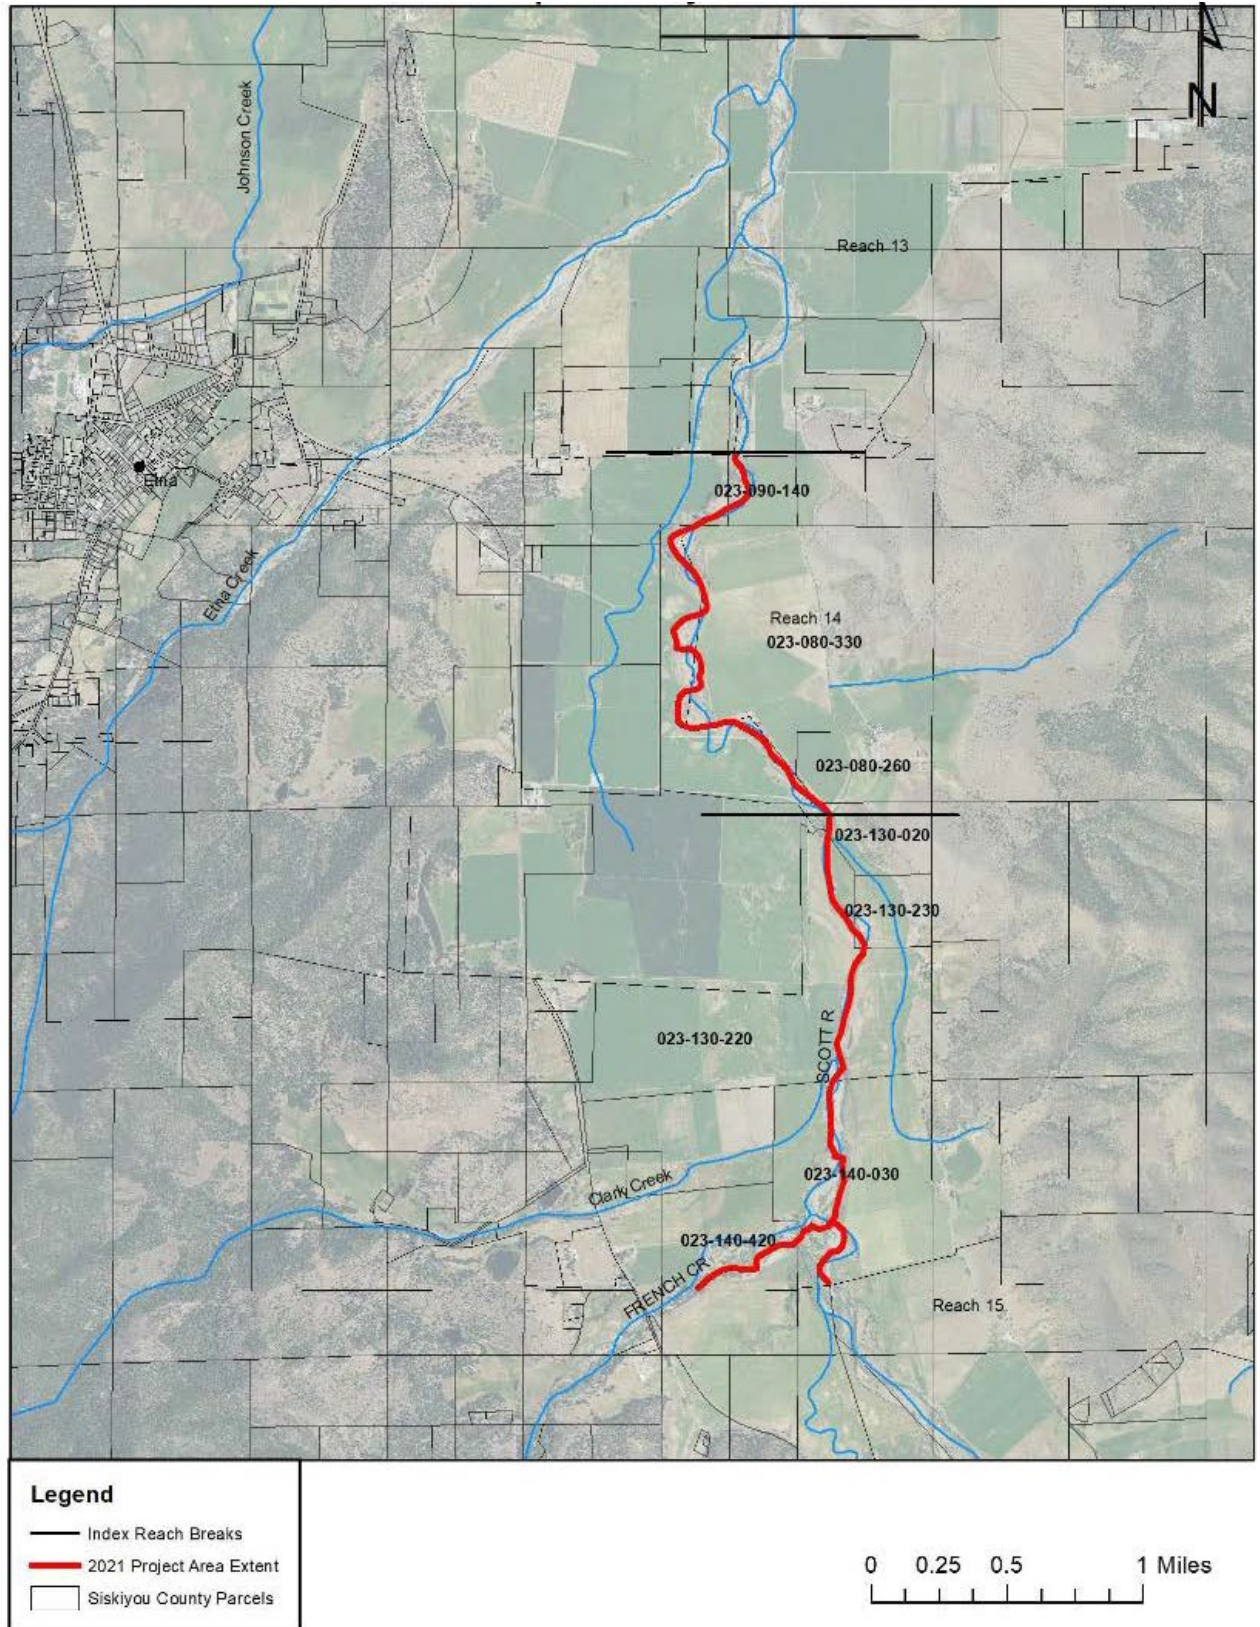 N
Johnson Creek
Reach 13
Etna
023-090-140
Etna Creek
Reach 14
023-080-330
023-080-260
023-130-020
023-130-230
023-130-220
SCOTT R
023-140-030
Clark Creek
023-140-420
FRENCH CR
Reach 15
Legend
Index Reach Breaks
2021 Project Area Extent
Siskiyou County Parcels
0 0.25 0.5 1 Miles